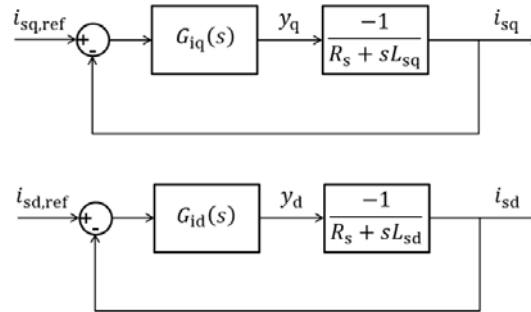 i_sq,ref + - G_iq(s) y_q -1 / (R_s + sL_sq) i_sq
i_sd,ref + - G_id(s) y_d -1 / (R_s + sL_sd) i_sd